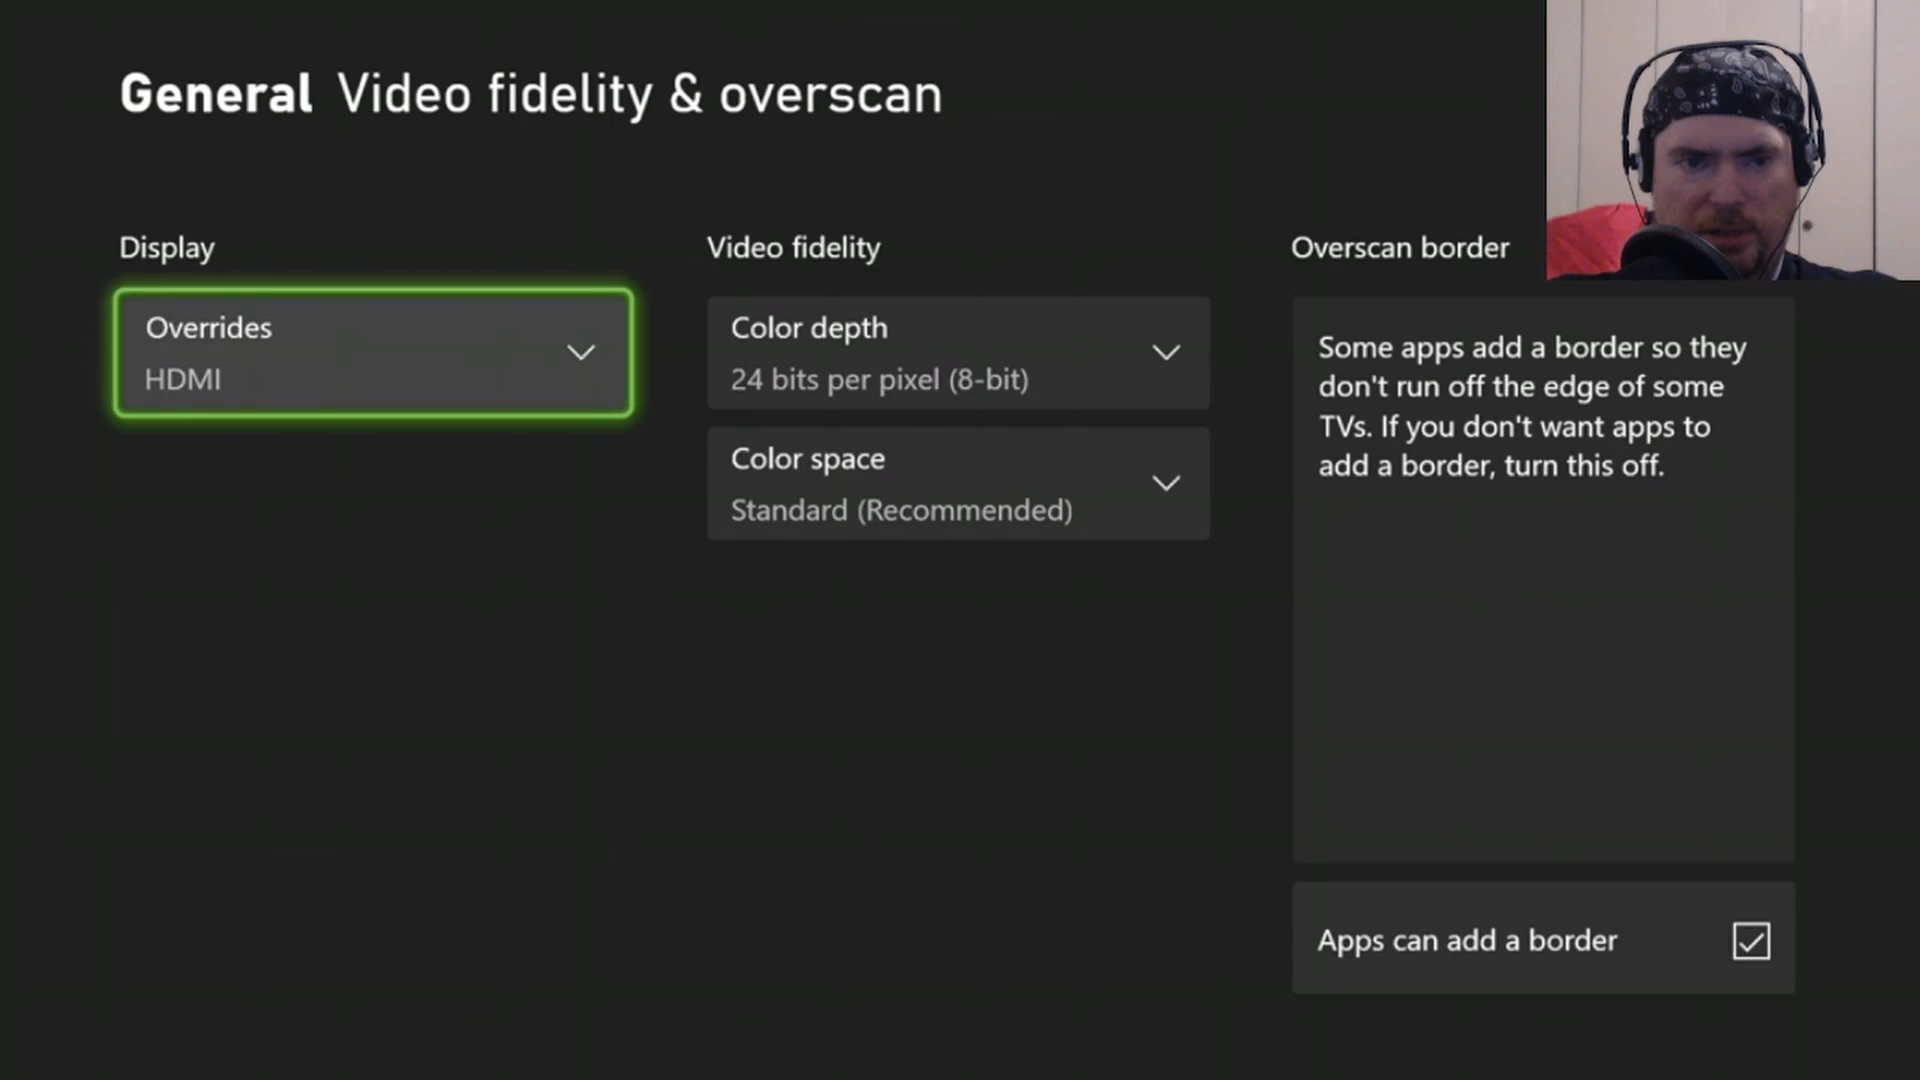 General Video fidelity & overscan
Display
Overrides
HDMI
Video fidelity
Color depth
24 bits per pixel (8-bit)
Color space
Standard (Recommended)
Overscan border
Some apps add a border so they
don't run off the edge of some
TVs. If you don't want apps to
add a border, turn this off.
Apps can add a border